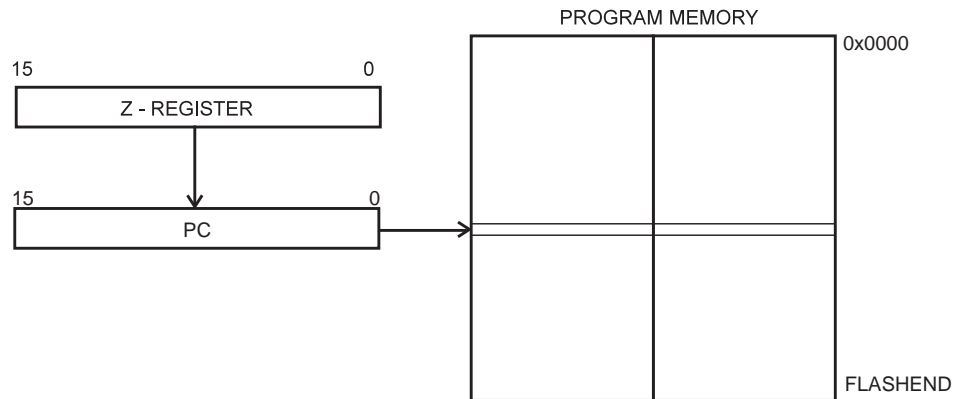 PROGRAM MEMORY
0x0000
15 0
Z - REGISTER
15 0
PC
FLASHEND